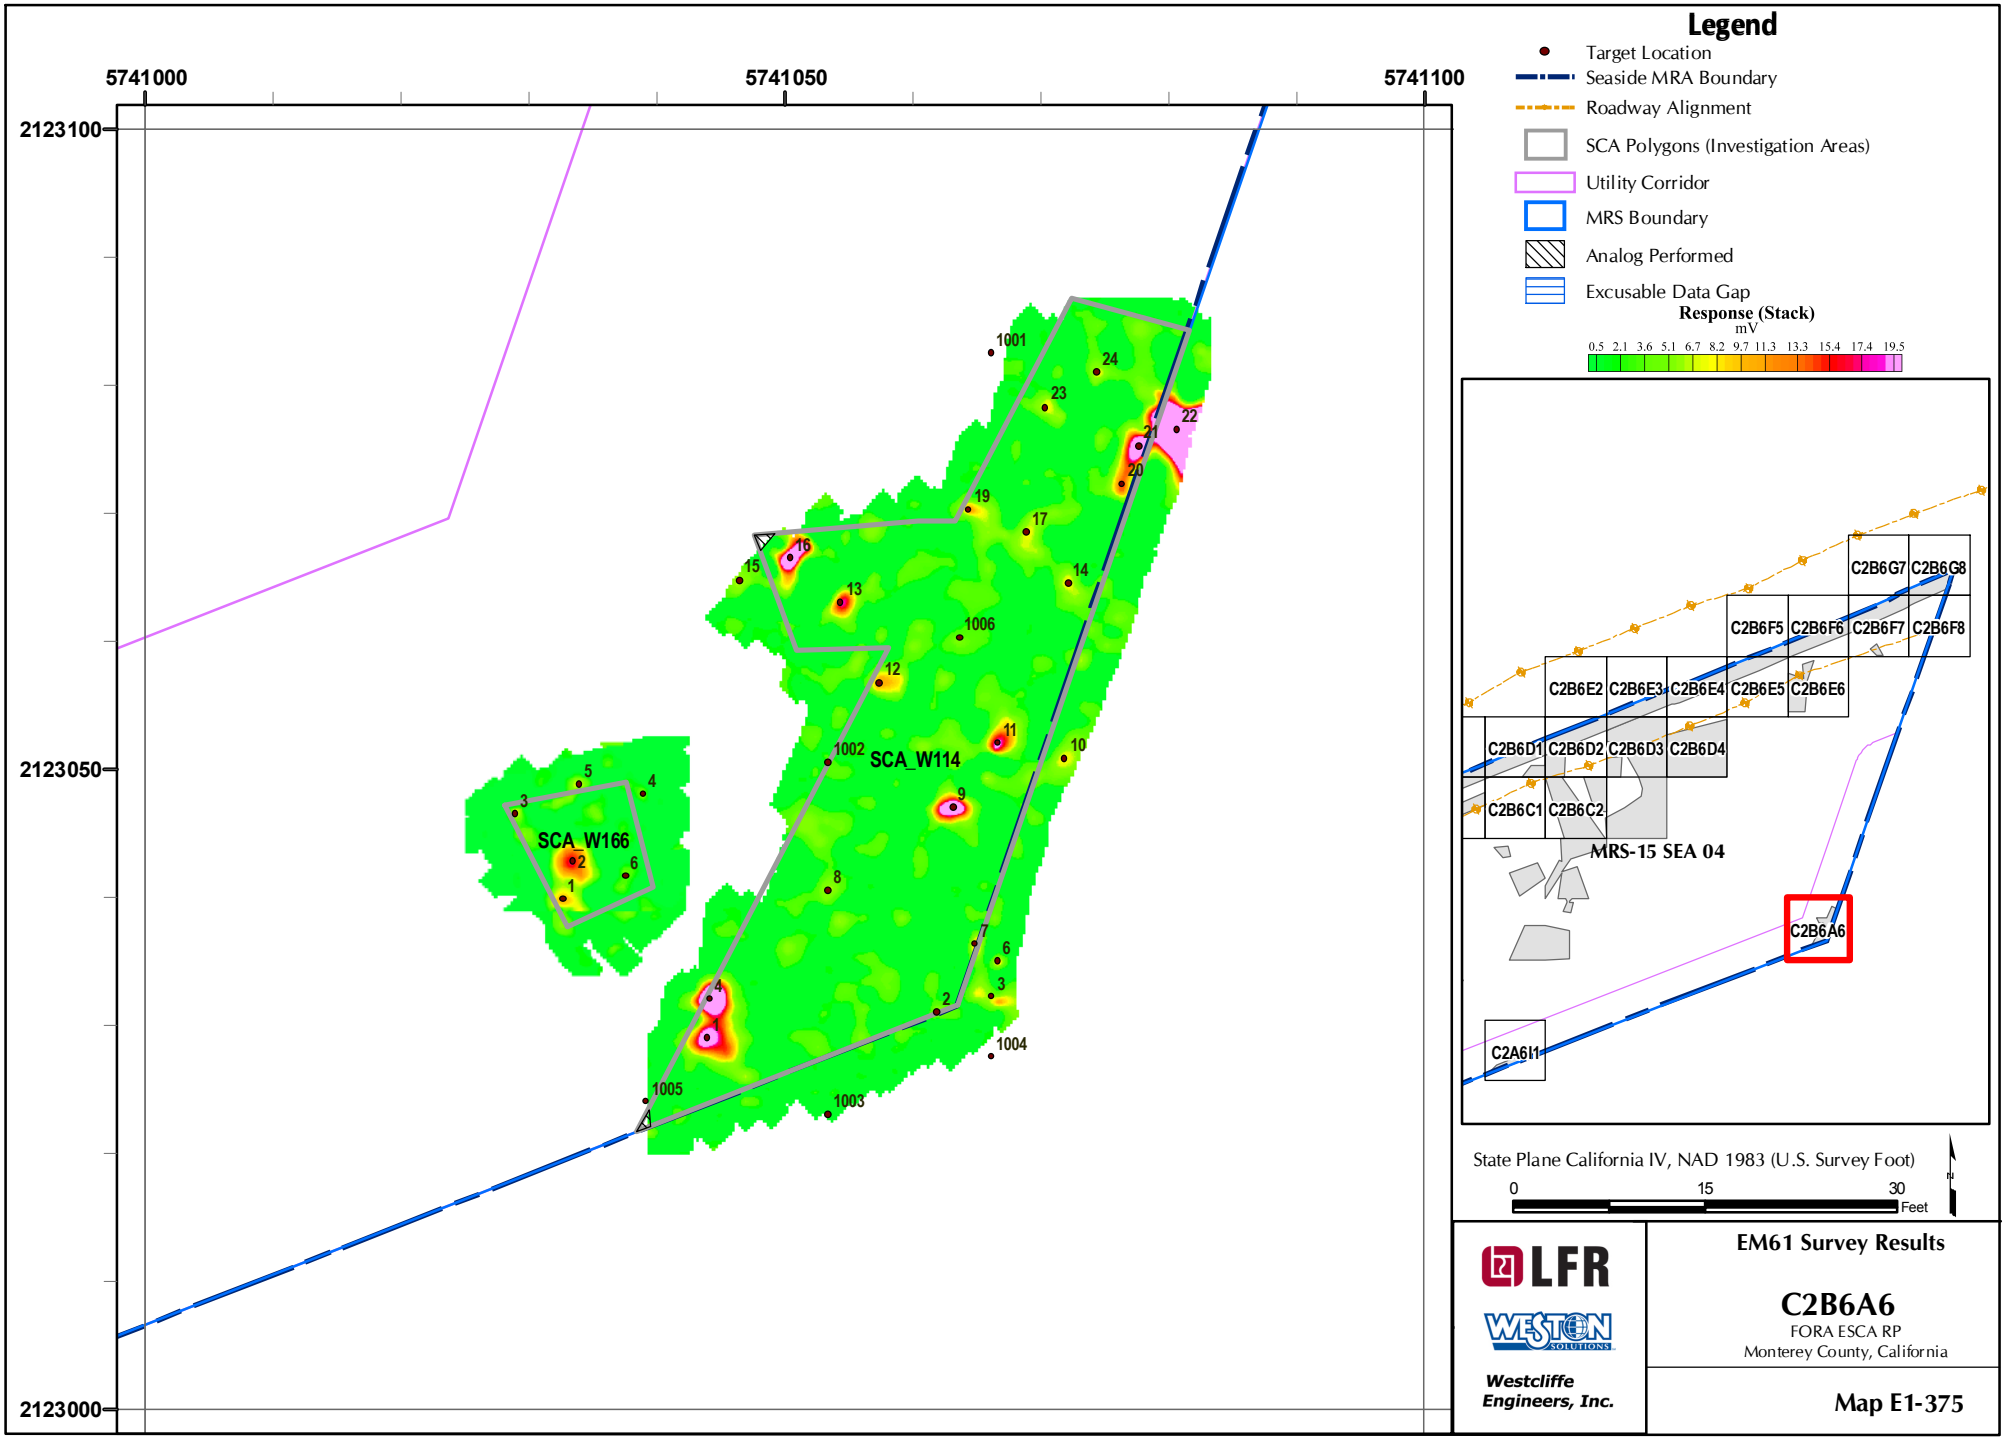 Legend
Target Location
Seaside MRA Boundary
Roadway Alignment
SCA Polygons (Investigation Areas)
Utility Corridor
MRS Boundary
Analog Performed
Excusable Data Gap
Response (Stack)
mV
0.5 2.1 3.6 5.1 6.7 8.2 9.7 11.3 13.3 15.4 17.4 19.5
5741000 5741050 5741100
2123100
2123050
2123000
1001
24
23
22
21
20
19
17
16
15
14
13
1006
12
11
10
1002
SCA_W114
9
8
7
6
3
2
4
1
1004
1005
1003
5
4
3
SCA_W166
2
6
1
C2B6G7 C2B6G8
C2B6F5 C2B6F6 C2B6F7 C2B6F8
C2B6E2 C2B6E3 C2B6E4 C2B6E5 C2B6E6
C2B6D1 C2B6D2 C2B6D3 C2B6D4
C2B6C1 C2B6C2
MRS-15 SEA 04
C2B6A6
C2A6I1
State Plane California IV, NAD 1983 (U.S. Survey Foot)
N
0 15 30
Feet
LFR
WESTON
SOLUTIONS
Westcliffe
Engineers, Inc.
EM61 Survey Results
C2B6A6
FORA ESCA RP
Monterey County, California
Map E1-375